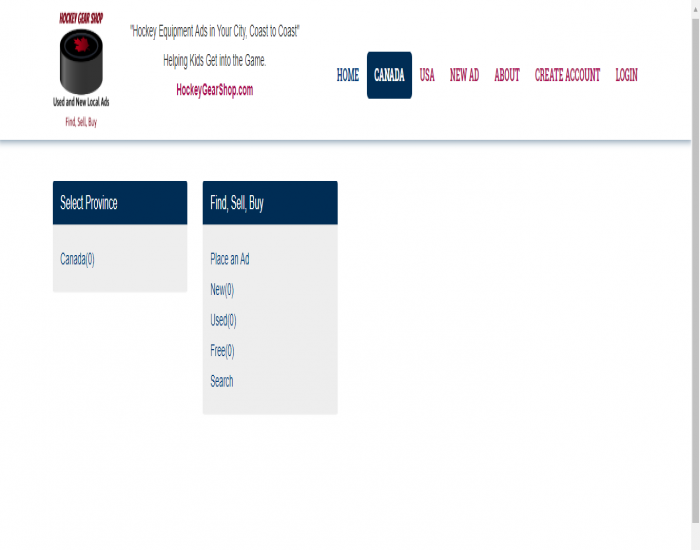 HOCKEY GEAR SHOP
Used and New Local Ads
Find, Sell, Buy
"Hockey Equipment Ads in Your City, Coast to Coast"
Helping Kids Get into the Game.
HockeyGearShop.com
HOME CANADA USA NEW AD ABOUT CREATE ACCOUNT LOGIN
Select Province
Canada(0)
Find, Sell, Buy
Place an Ad
New(0)
Used(0)
Free(0)
Search